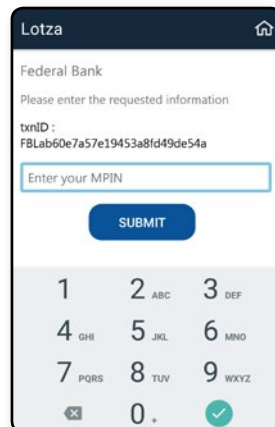 Lotza
Federal Bank
Please enter the requested information
txnID :
FBLab60e7a57e19453a8fd49de54a
Enter your MPIN
SUBMIT
1 2 ABC 3 DEF
4 GHI 5 JKL 6 MNO
7 PQRS 8 TUV 9 WXYZ
0 +